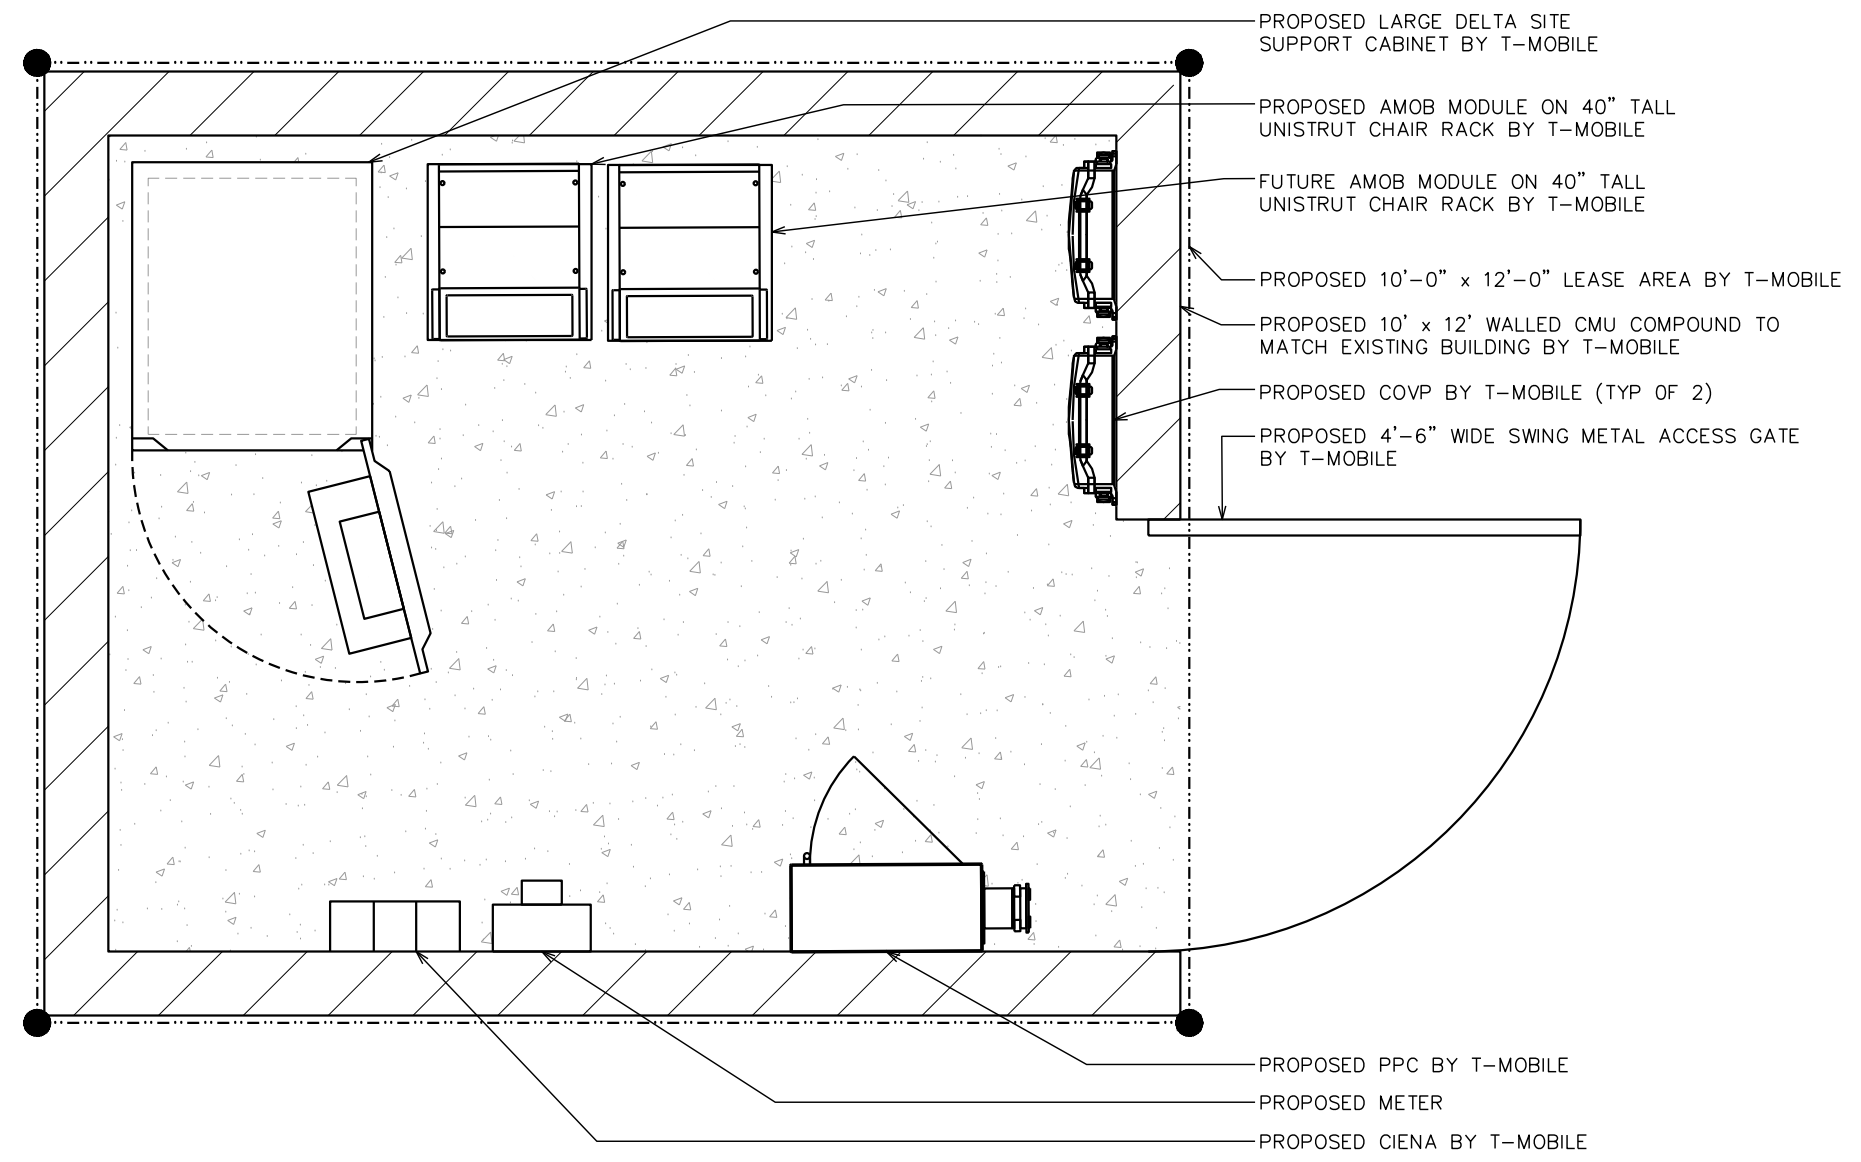 PROPOSED LARGE DELTA SITE
SUPPORT CABINET BY T-MOBILE
PROPOSED AMOB MODULE ON 40" TALL
UNISTRUT CHAIR RACK BY T-MOBILE
FUTURE AMOB MODULE ON 40" TALL
UNISTRUT CHAIR RACK BY T-MOBILE
PROPOSED 10'-0" x 12'-0" LEASE AREA BY T-MOBILE
PROPOSED 10' x 12' WALLED CMU COMPOUND TO
MATCH EXISTING BUILDING BY T-MOBILE
PROPOSED COVP BY T-MOBILE (TYP OF 2)
PROPOSED 4'-6" WIDE SWING METAL ACCESS GATE
BY T-MOBILE
PROPOSED PPC BY T-MOBILE
PROPOSED METER
PROPOSED CIENA BY T-MOBILE